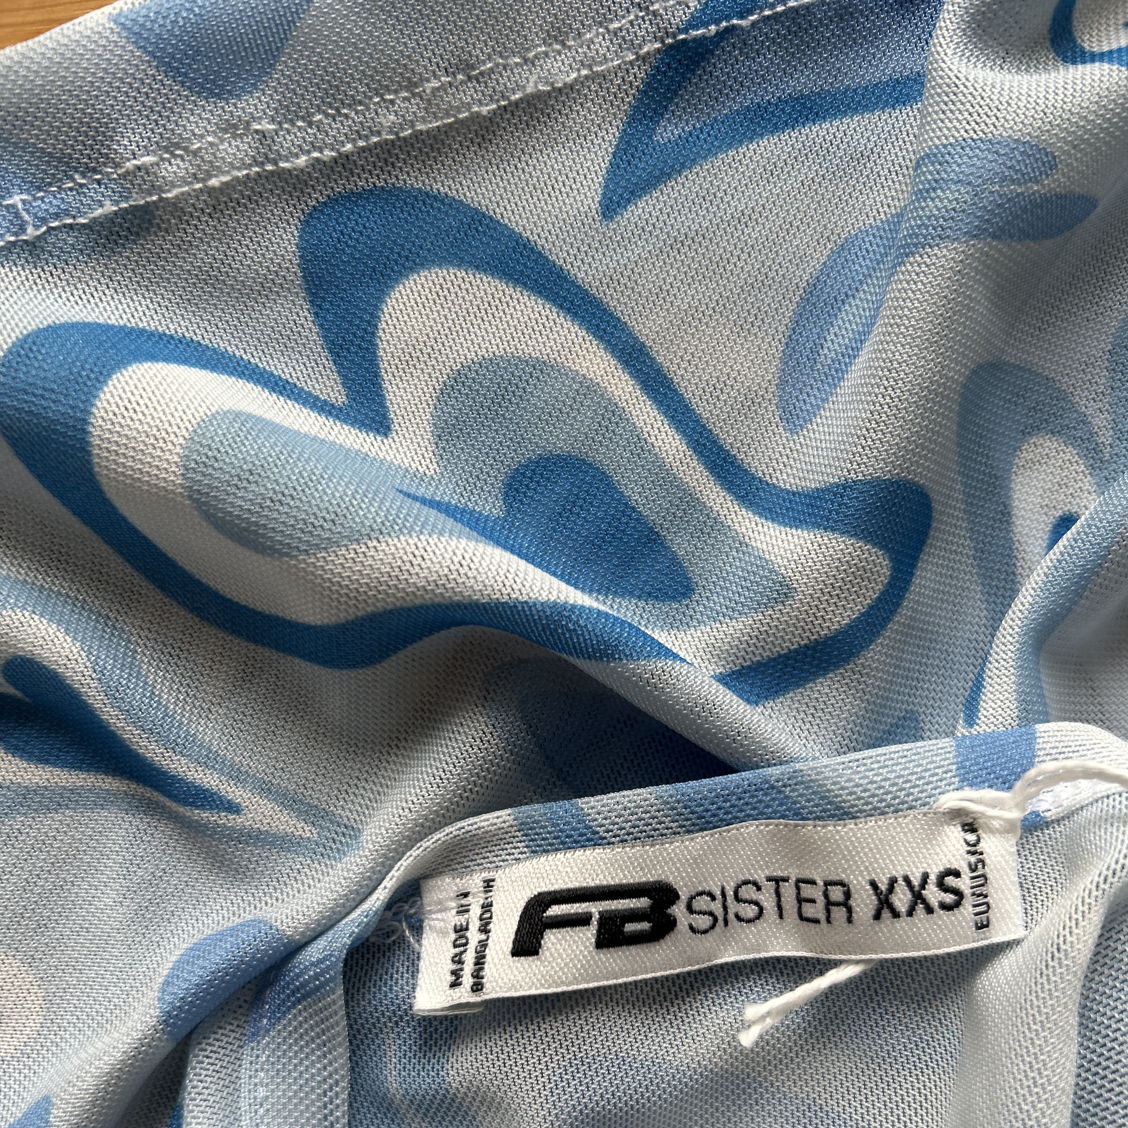 MADE IN
BANGLADESH
FB SISTER XXS
EU/US/CA